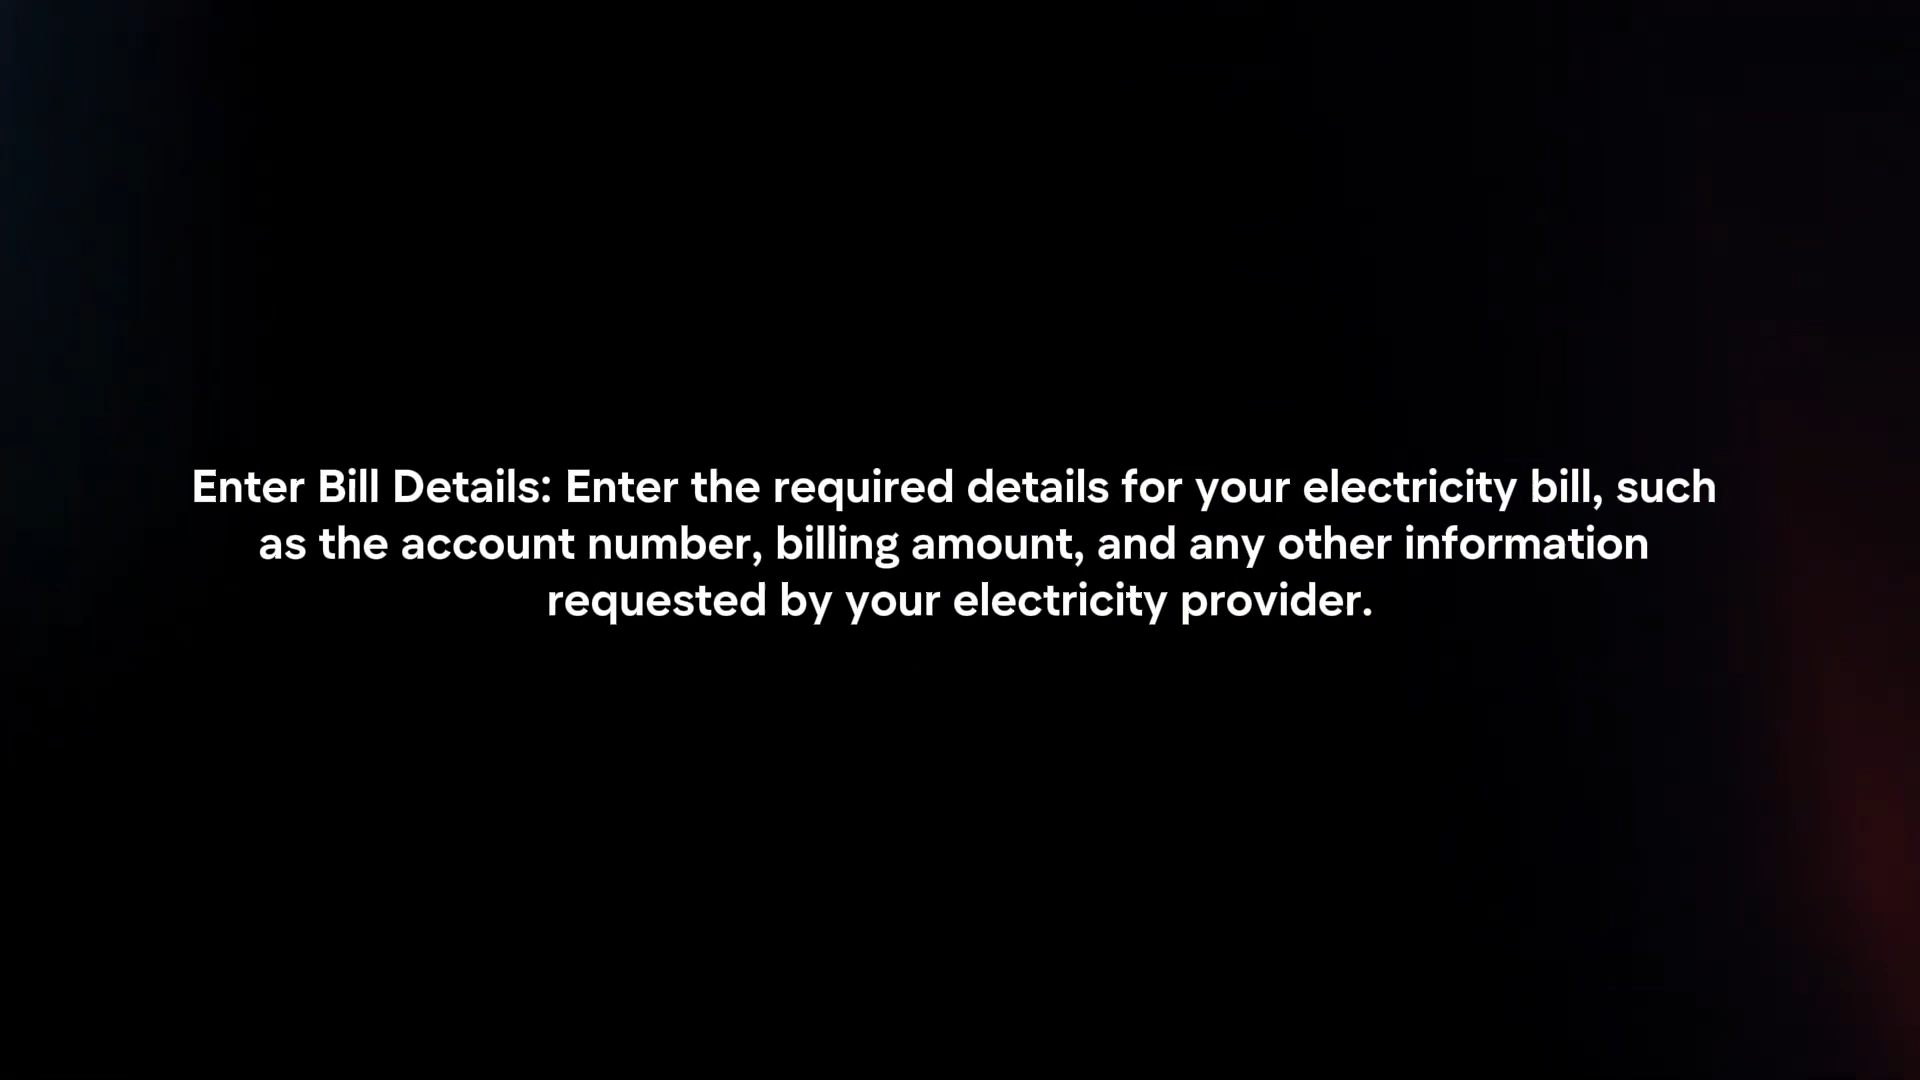 Enter Bill Details: Enter the required details for your electricity bill, such
as the account number, billing amount, and any other information
requested by your electricity provider.